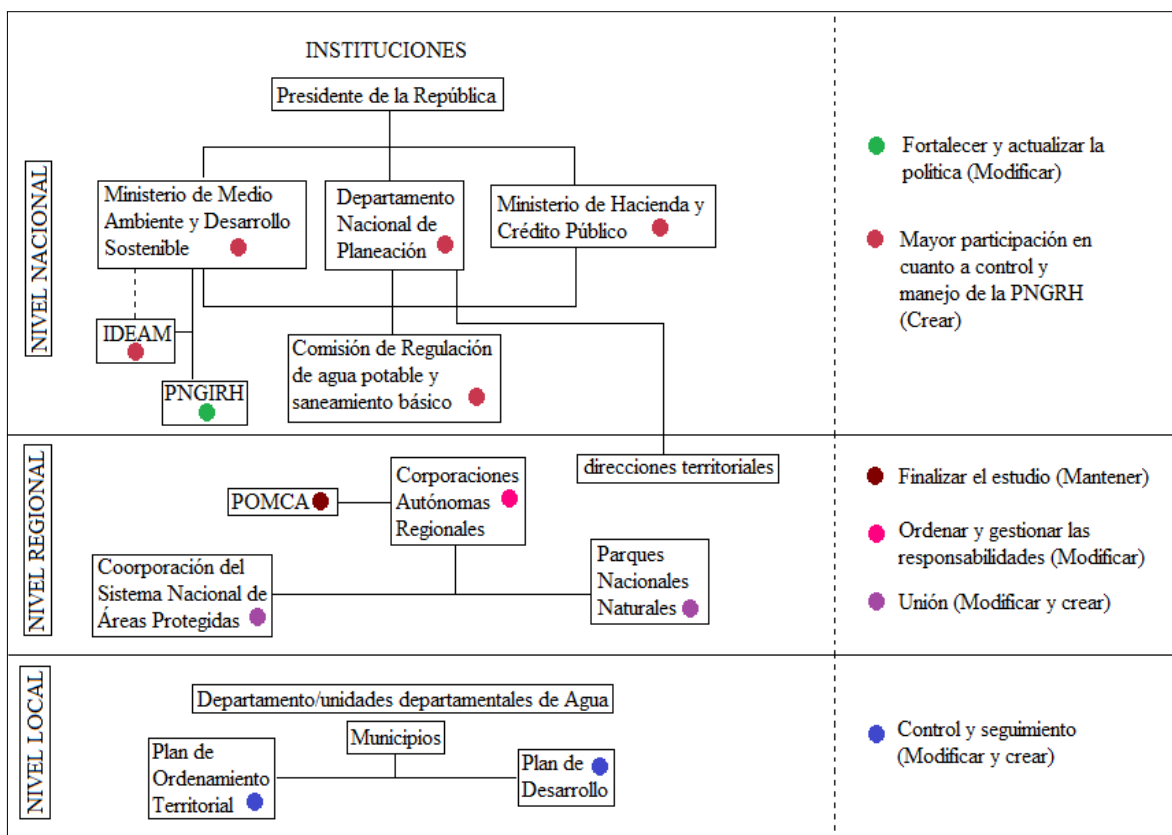 INSTITUCIONES
Presidente de la República
NIVEL NACIONAL
Ministerio de Medio
Ambiente y Desarrollo
Sostenible
Departamento
Nacional de
Planeación
Ministerio de Hacienda y
Crédito Público
IDEAM
PNGIRH
Comisión de Regulación
de agua potable y
saneamiento básico
Fortalecer y actualizar la
política (Modificar)
Mayor participación en
cuanto a control y
manejo de la PNGRH
(Crear)
NIVEL REGIONAL
direcciones territoriales
POMCA
Corporaciones
Autónomas
Regionales
Coorporación del
Sistema Nacional de
Áreas Protegidas
Parques
Nacionales
Naturales
Finalizar el estudio (Mantener)
Ordenar y gestionar las
responsabilidades (Modificar)
Unión (Modificar y crear)
NIVEL LOCAL
Departamento/unidades departamentales de Agua
Municipios
Plan de
Ordenamiento
Territorial
Plan de
Desarrollo
Control y seguimiento
(Modificar y crear)